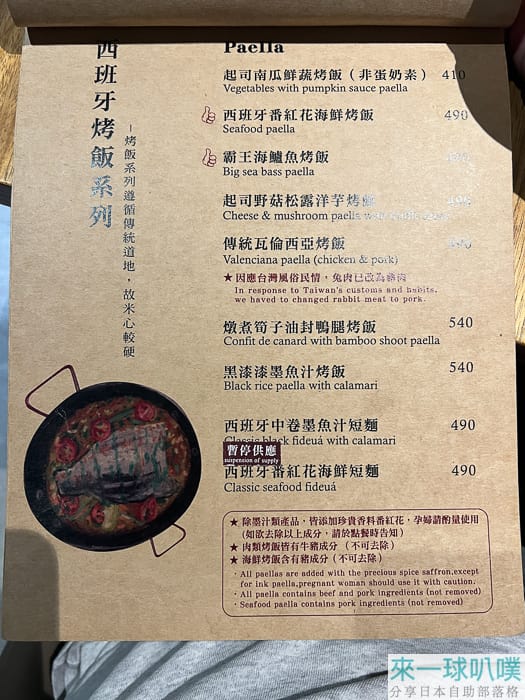 西班牙烤飯系列
－烤飯系列遵循傳統道地，故米心較硬
Paella
起司南瓜鮮蔬烤飯（非蛋奶素） 410
Vegetables with pumpkin sauce paella
西班牙番紅花海鮮烤飯 490
Seafood paella
霸王海鱸魚烤飯
Big sea bass paella
起司野菇松露洋芋烤飯
Cheese & mushroom paella with
傳統瓦倫西亞烤飯
Valenciana paella (chicken & pork)
★因應台灣風俗民情，兔肉已改為豬肉
In response to Taiwan's customs and habits,
we haved to changed rabbit meat to pork.
燉煮筍子油封鴨腿烤飯 540
Confit de canard with bamboo shoot paella
黑漆漆墨魚汁烤飯 540
Black rice paella with calamari
西班牙中卷墨魚汁短麵 490
Classic black fideuá with calamari
暫停供應
suspension of supply
西班牙番紅花海鮮短麵 490
Classic seafood fideuá
★ 除墨汁類產品，皆添加珍貴香料番紅花，孕婦請酌量使用
(如欲去除以上成分，請於點餐時告知)
★ 肉類烤飯皆有牛豬成分（不可去除）
★ 海鮮烤飯含有豬成分（不可去除）
· All paellas are added with the precious spice saffron,except
for ink paella,pregnant woman should use it with caution.
· All paella contains beef and pork ingredients (not removed)
· Seafood paella contains pork ingredients (not removed)
來一球叭噗
分享日本自助部落格